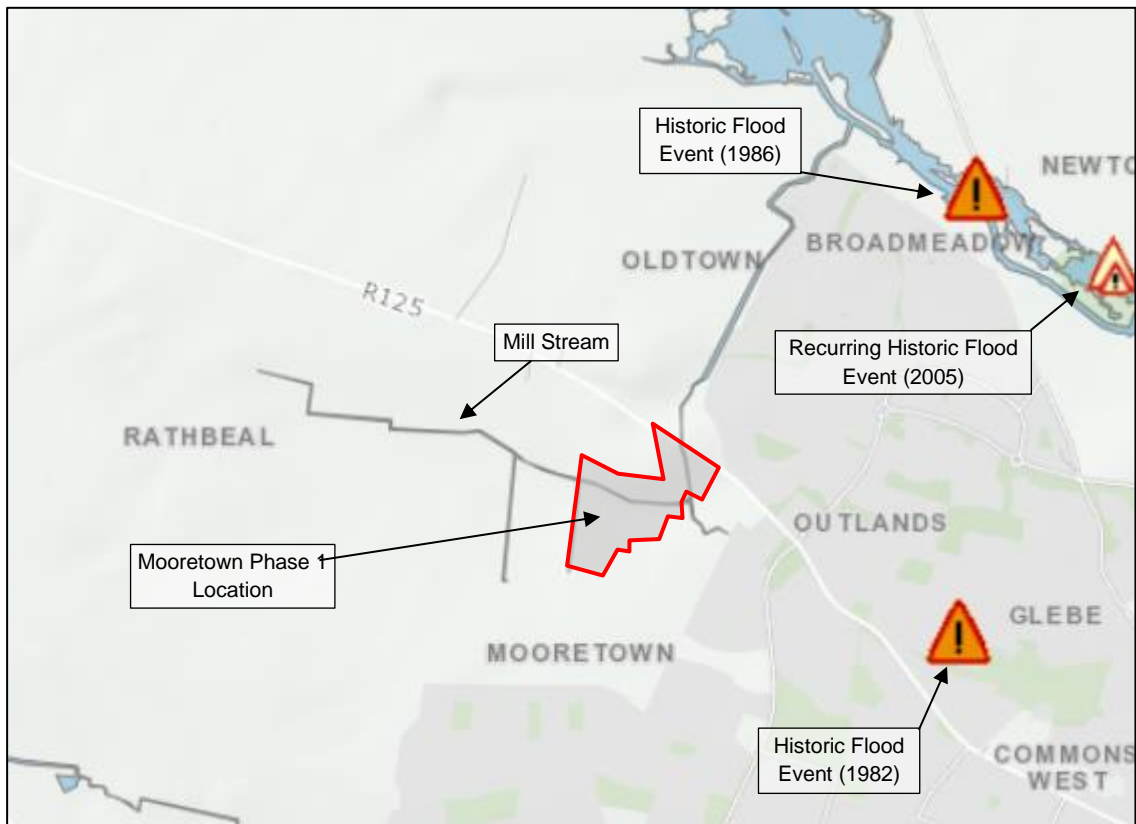 Historic Flood
Event (1986)
NEWTO
BROADMEADOW
OLDTOWN
R125
Mill Stream
Recurring Historic Flood
Event (2005)
RATHBEAL
OUTLANDS
Mooretown Phase 1
Location
GLEBE
MOORETOWN
Historic Flood
Event (1982)
COMMONS
WEST